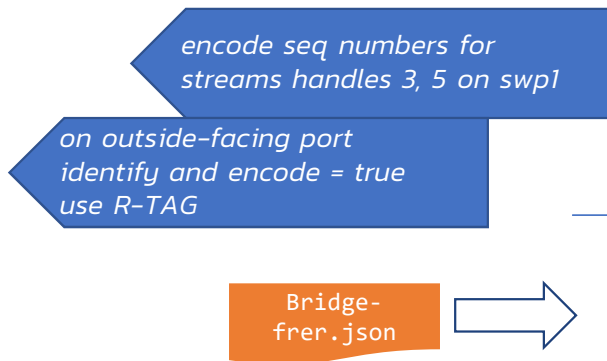 encode seq numbers for
streams handles 3, 5 on swp1
on outside-facing port
identify and encode = true
use R-TAG
Bridge-
frer.json